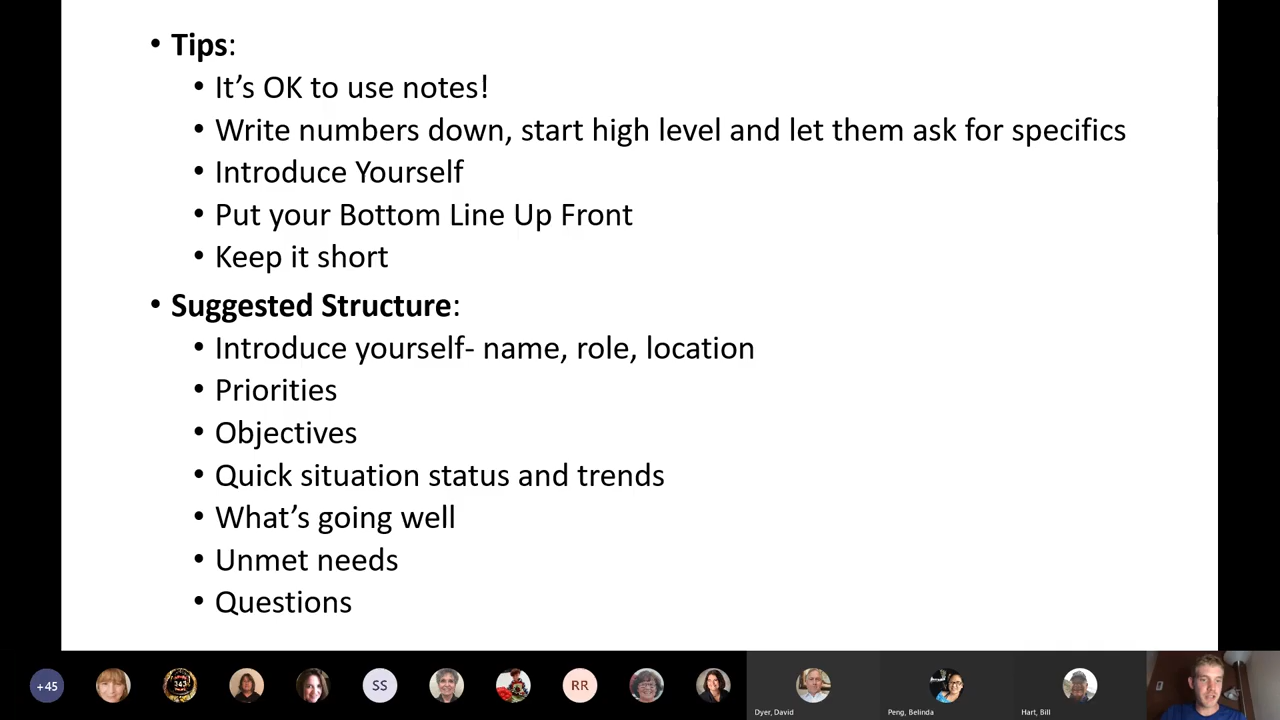 • Tips:
• It's OK to use notes!
• Write numbers down, start high level and let them ask for specifics
• Introduce Yourself
• Put your Bottom Line Up Front
• Keep it short
• Suggested Structure:
• Introduce yourself- name, role, location
• Priorities
• Objectives
• Quick situation status and trends
• What's going well
• Unmet needs
• Questions
+45
343
SS
RR
Dyer, David
Peng, Belinda
Hart, Bill